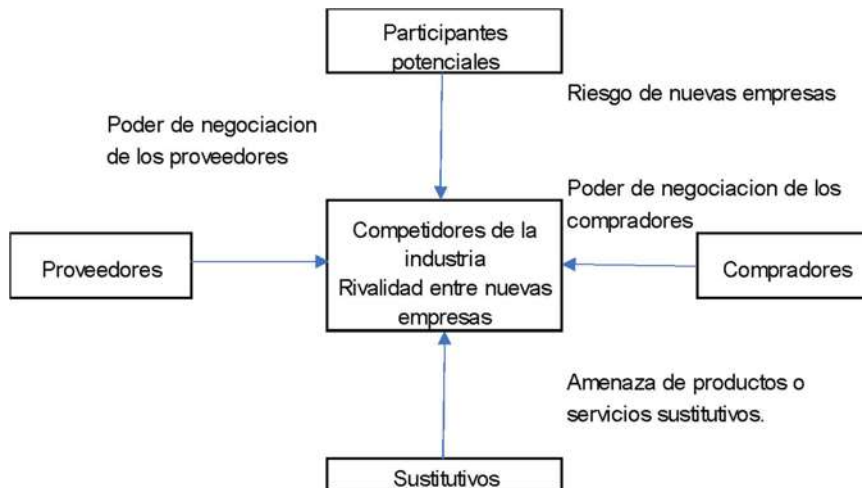 Participantes
potenciales
Riesgo de nuevas empresas
Poder de negociacion
de los proveedores
Poder de negociacion de los
compradores
Competidores de la
industria
Rivalidad entre nuevas
empresas
Proveedores
Compradores
Amenaza de productos o
servicios sustitutivos.
Sustitutivos